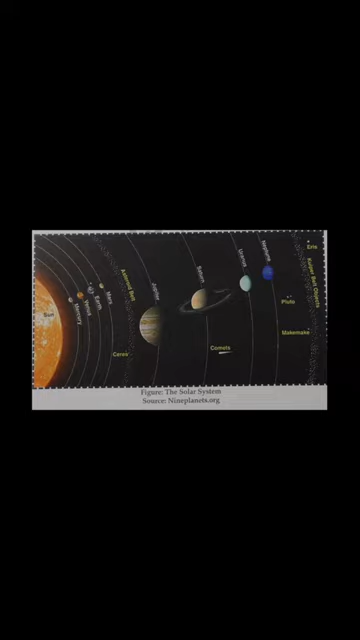 Sun
Mercury
Venus
Earth
Mars
Asteroid Belt
Ceres
Jupiter
Saturn
Comets
Uranus
Neptune
Pluto
Makemake
Eris
Kuiper Belt Objects
Figure: The Solar System
Source: Nineplanets.org